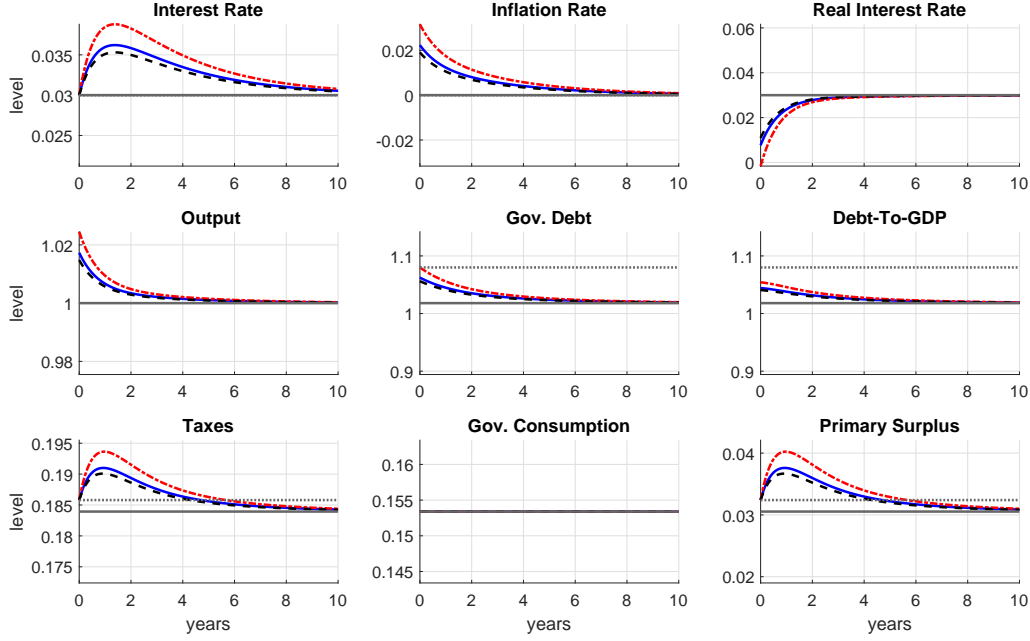 Interest Rate
Inflation Rate
Real Interest Rate
level
0.035
0.03
0.025
0 2 4 6 8 10
0.02
0
-0.02
0 2 4 6 8 10
0.06
0.04
0.02
0
0 2 4 6 8 10
Output
Gov. Debt
Debt-To-GDP
level
1.02
1
0.98
0 2 4 6 8 10
1.1
1
0.9
0 2 4 6 8 10
1.1
1
0.9
0 2 4 6 8 10
Taxes
Gov. Consumption
Primary Surplus
level
0.195
0.19
0.185
0.18
0.175
0 2 4 6 8 10
years
0.16
0.155
0.15
0.145
0 2 4 6 8 10
years
0.04
0.03
0.02
0 2 4 6 8 10
years